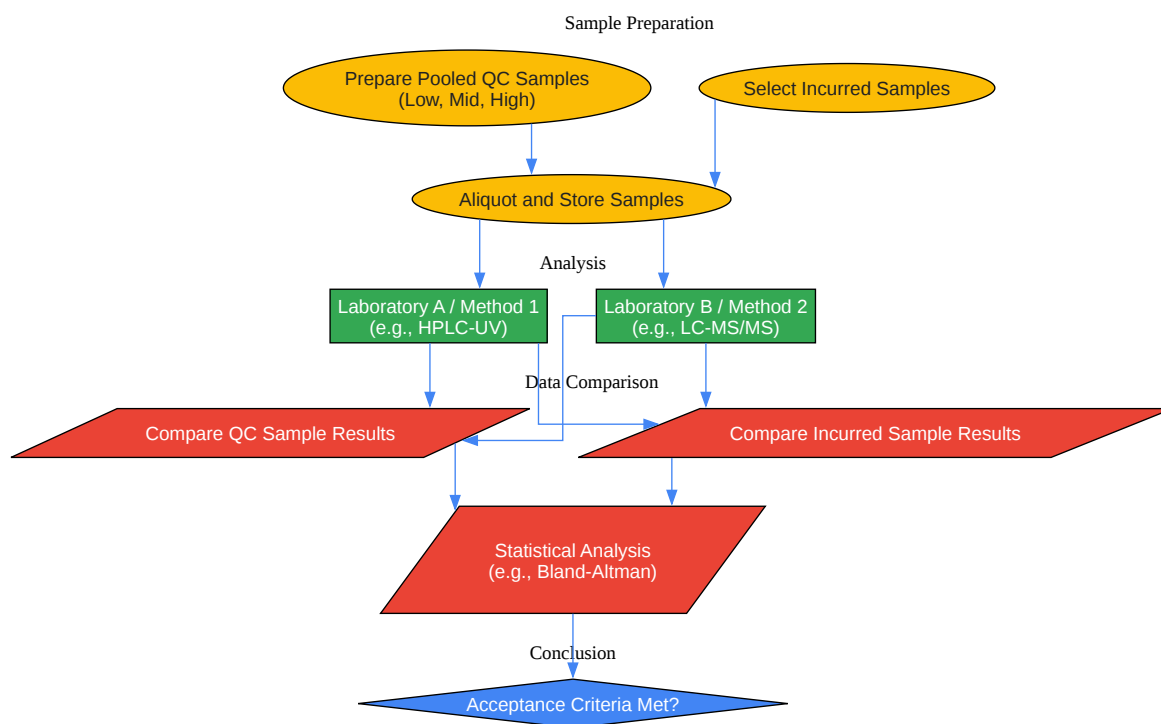 Sample Preparation
Prepare Pooled QC Samples
(Low, Mid, High)
Select Incurred Samples
Aliquot and Store Samples
Analysis
Laboratory A / Method 1
(e.g., HPLC-UV)
Laboratory B / Method 2
(e.g., LC-MS/MS)
Data Comparison
Compare QC Sample Results
Compare Incurred Sample Results
Statistical Analysis
(e.g., Bland-Altman)
Conclusion
Acceptance Criteria Met?